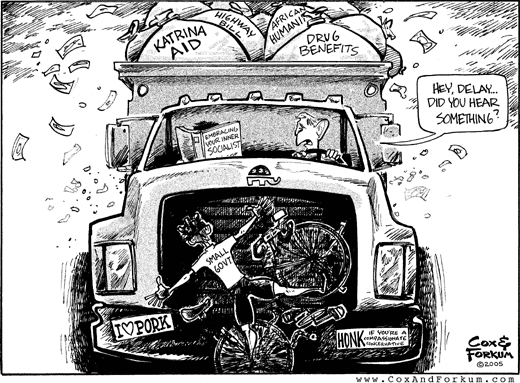 KATRINA
AID
HIGHWAY
BILL
AFRICAN
HUMANIT
DRUG
BENEFITS
HEY, DELAY...
DID YOU HEAR
SOMETHING?
EMBRACING
YOUR INNER
SOCIALIST
SMALL
GOV'T
I ♥ PORK
HONK IF YOU'RE A
COMPASSIONATE
CONSERVATIVE
COX &
FORKUM
©2005
www.CoxAndForkum.com